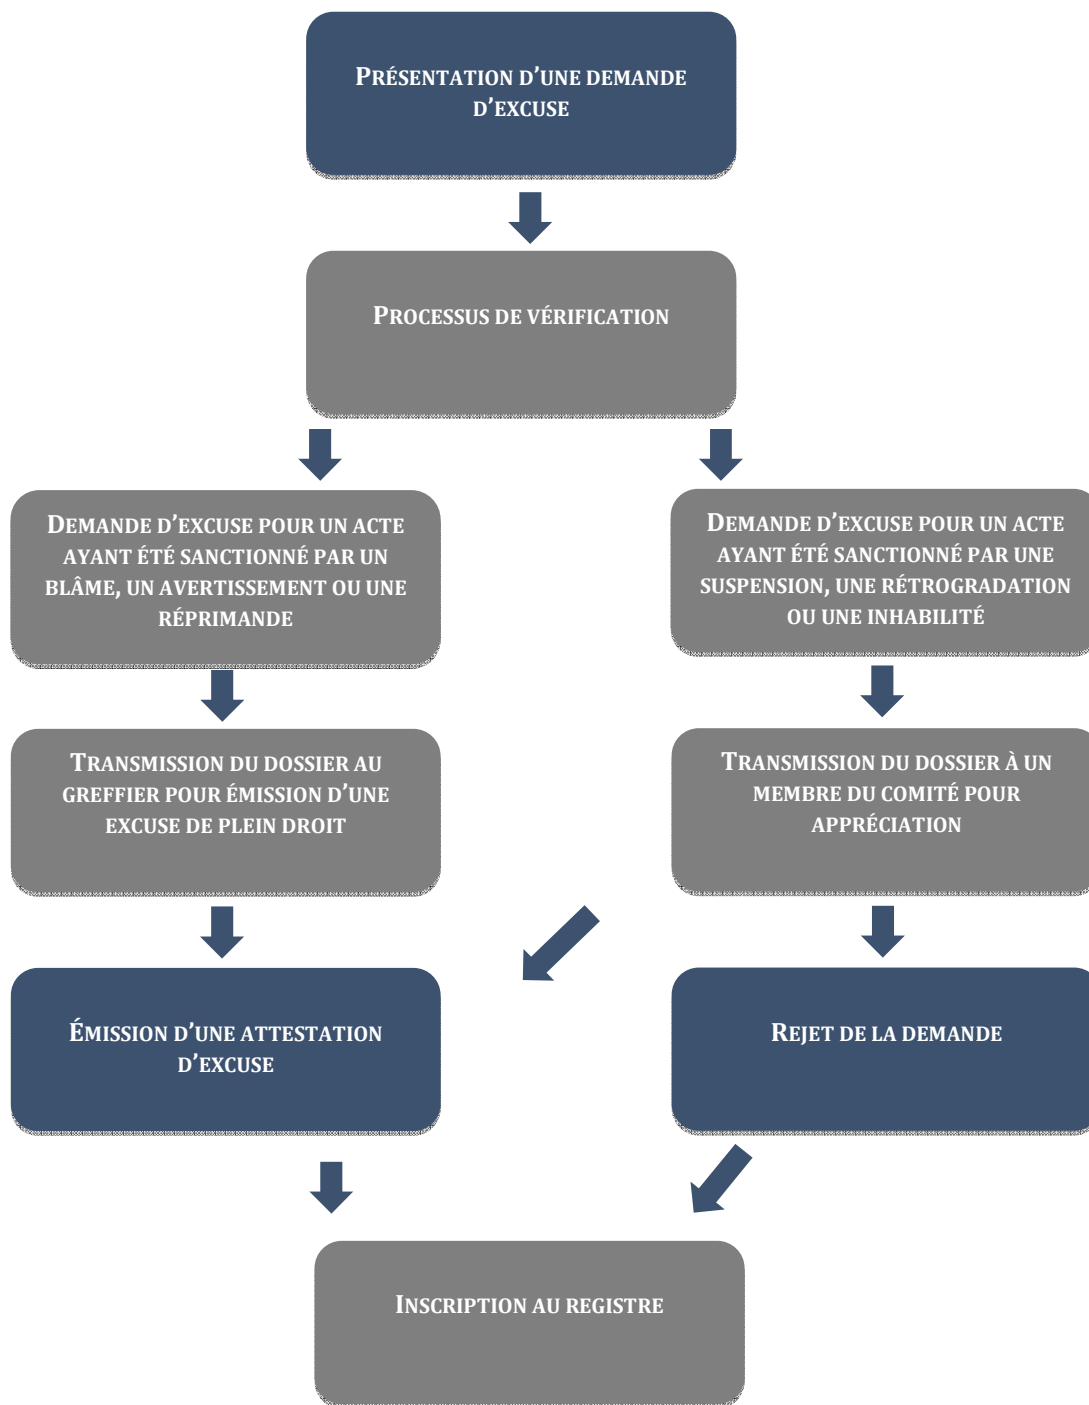 PRÉSENTATION D'UNE DEMANDE
D'EXCUSE
PROCESSUS DE VÉRIFICATION
DEMANDE D'EXCUSE POUR UN ACTE
AYANT ÉTÉ SANCTIONNÉ PAR UN
BLÂME, UN AVERTISSEMENT OU UNE
RÉPRIMANDE
DEMANDE D'EXCUSE POUR UN ACTE
AYANT ÉTÉ SANCTIONNÉ PAR UNE
SUSPENSION, UNE RÉTROGRADATION
OU UNE INHABILITÉ
TRANSMISSION DU DOSSIER AU
GREFFIER POUR ÉMISSION D'UNE
EXCUSE DE PLEIN DROIT
TRANSMISSION DU DOSSIER À UN
MEMBRE DU COMITÉ POUR
APPRÉCIATION
ÉMISSION D'UNE ATTESTATION
D'EXCUSE
REJET DE LA DEMANDE
INSCRIPTION AU REGISTRE